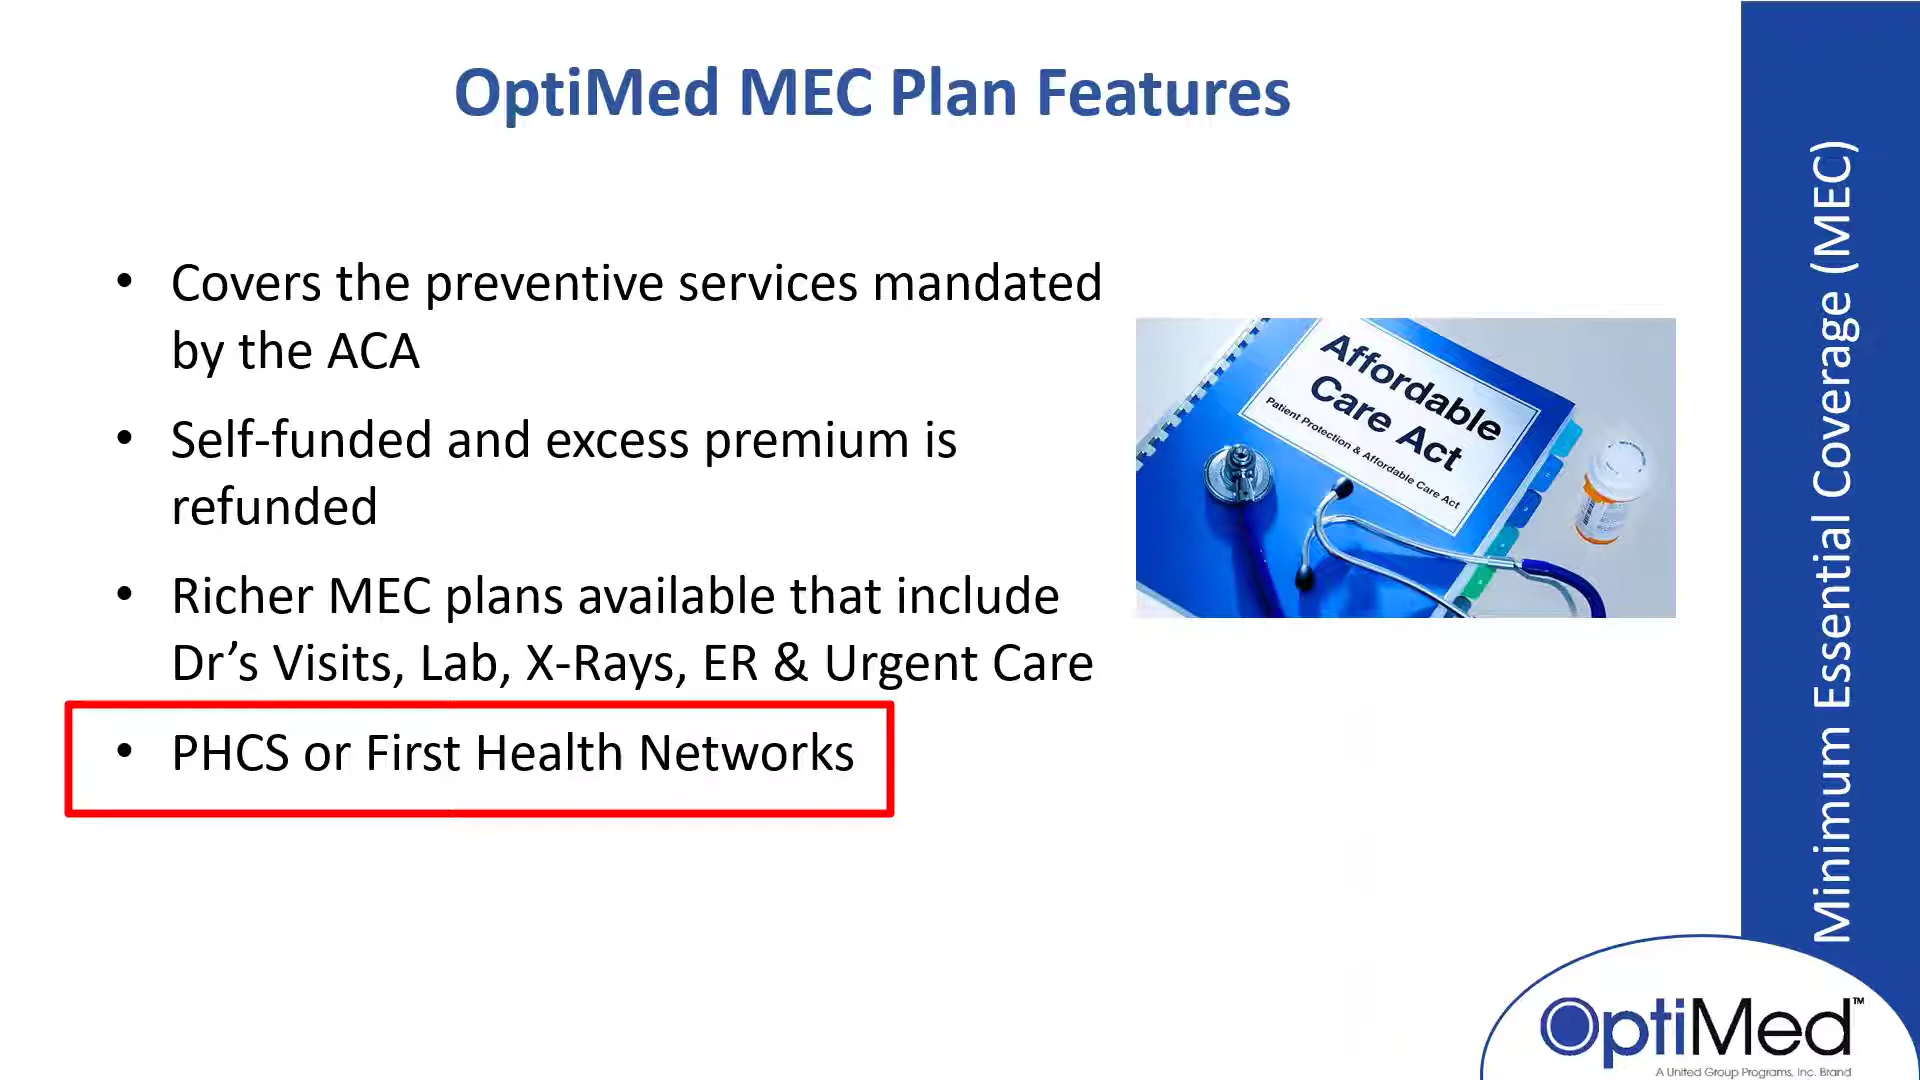 OptiMed MEC Plan Features
• Covers the preventive services mandated
by the ACA
• Self-funded and excess premium is
refunded
• Richer MEC plans available that include
Dr’s Visits, Lab, X-Rays, ER & Urgent Care
• PHCS or First Health Networks
Affordable
Care Act
Patient Protection & Affordable Care Act
Minimum Essential Coverage (MEC)
OptiMed™
A United Group Programs, Inc. Brand